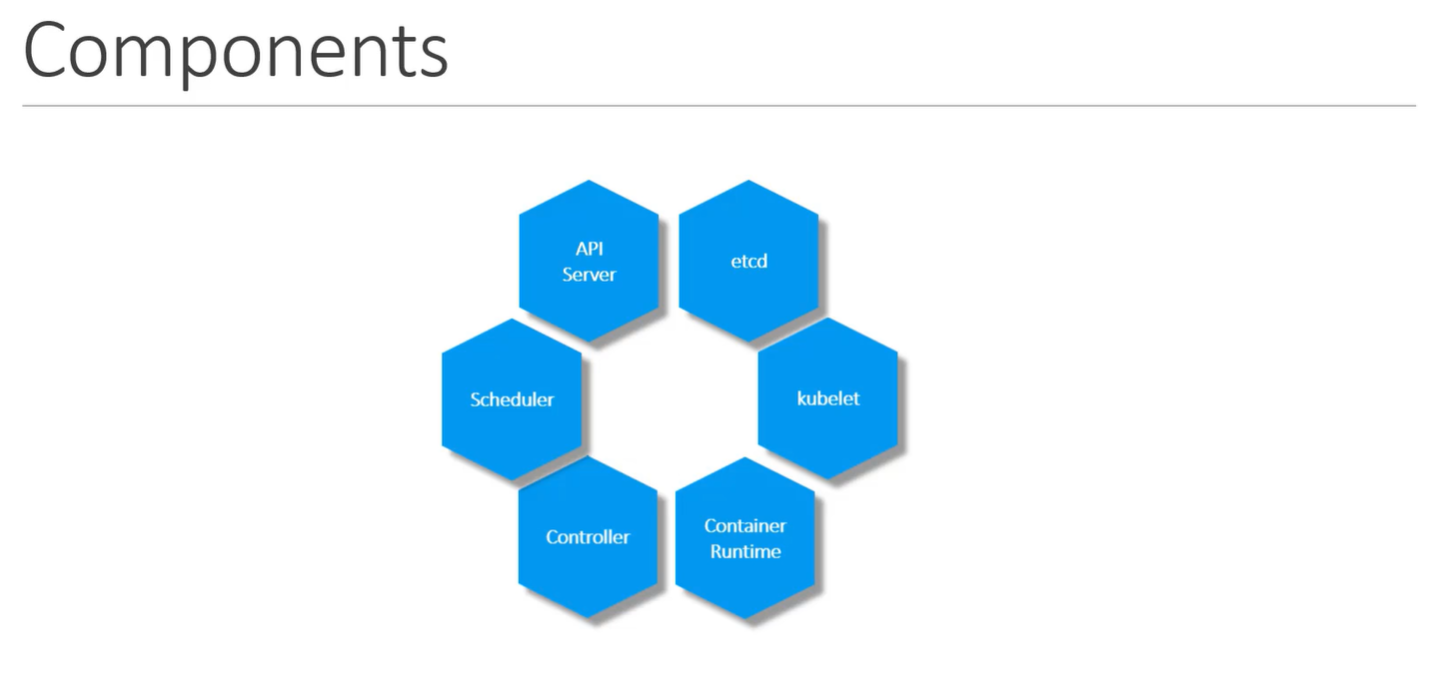 Components
API
Server
etcd
Scheduler
kubelet
Controller
Container
Runtime